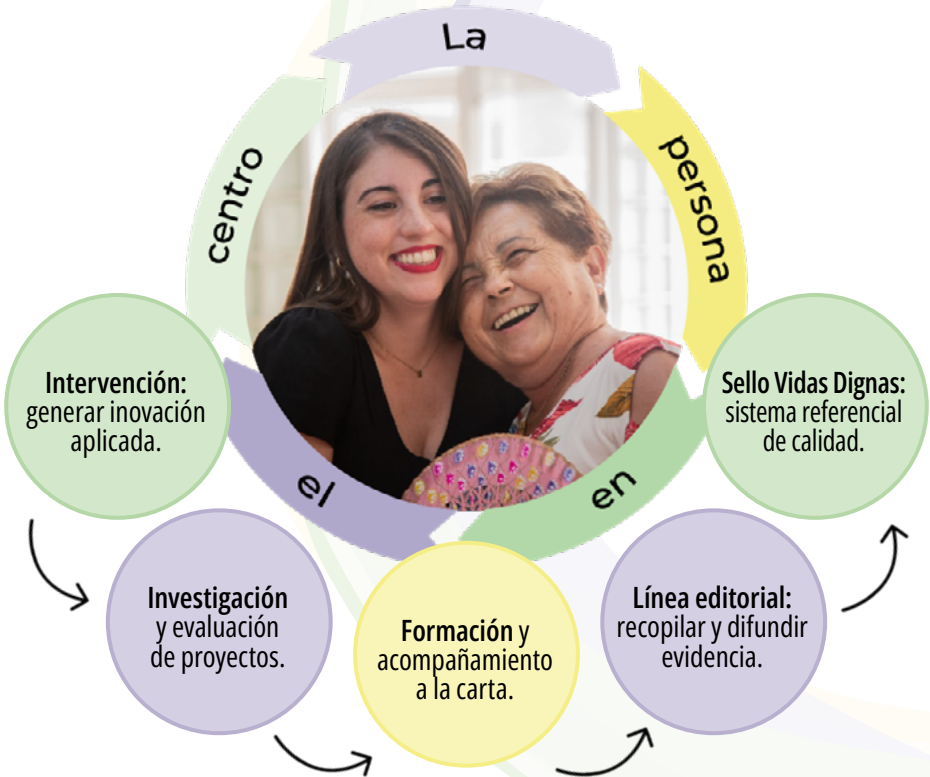 La
persona
en
el
centro
Intervención:
generar inovación
aplicada.
Investigación
y evaluación
de proyectos.
Formación y
acompañamiento
a la carta.
Línea editorial:
recopilar y difundir
evidencia.
Sello Vidas Dignas:
sistema referencial
de calidad.